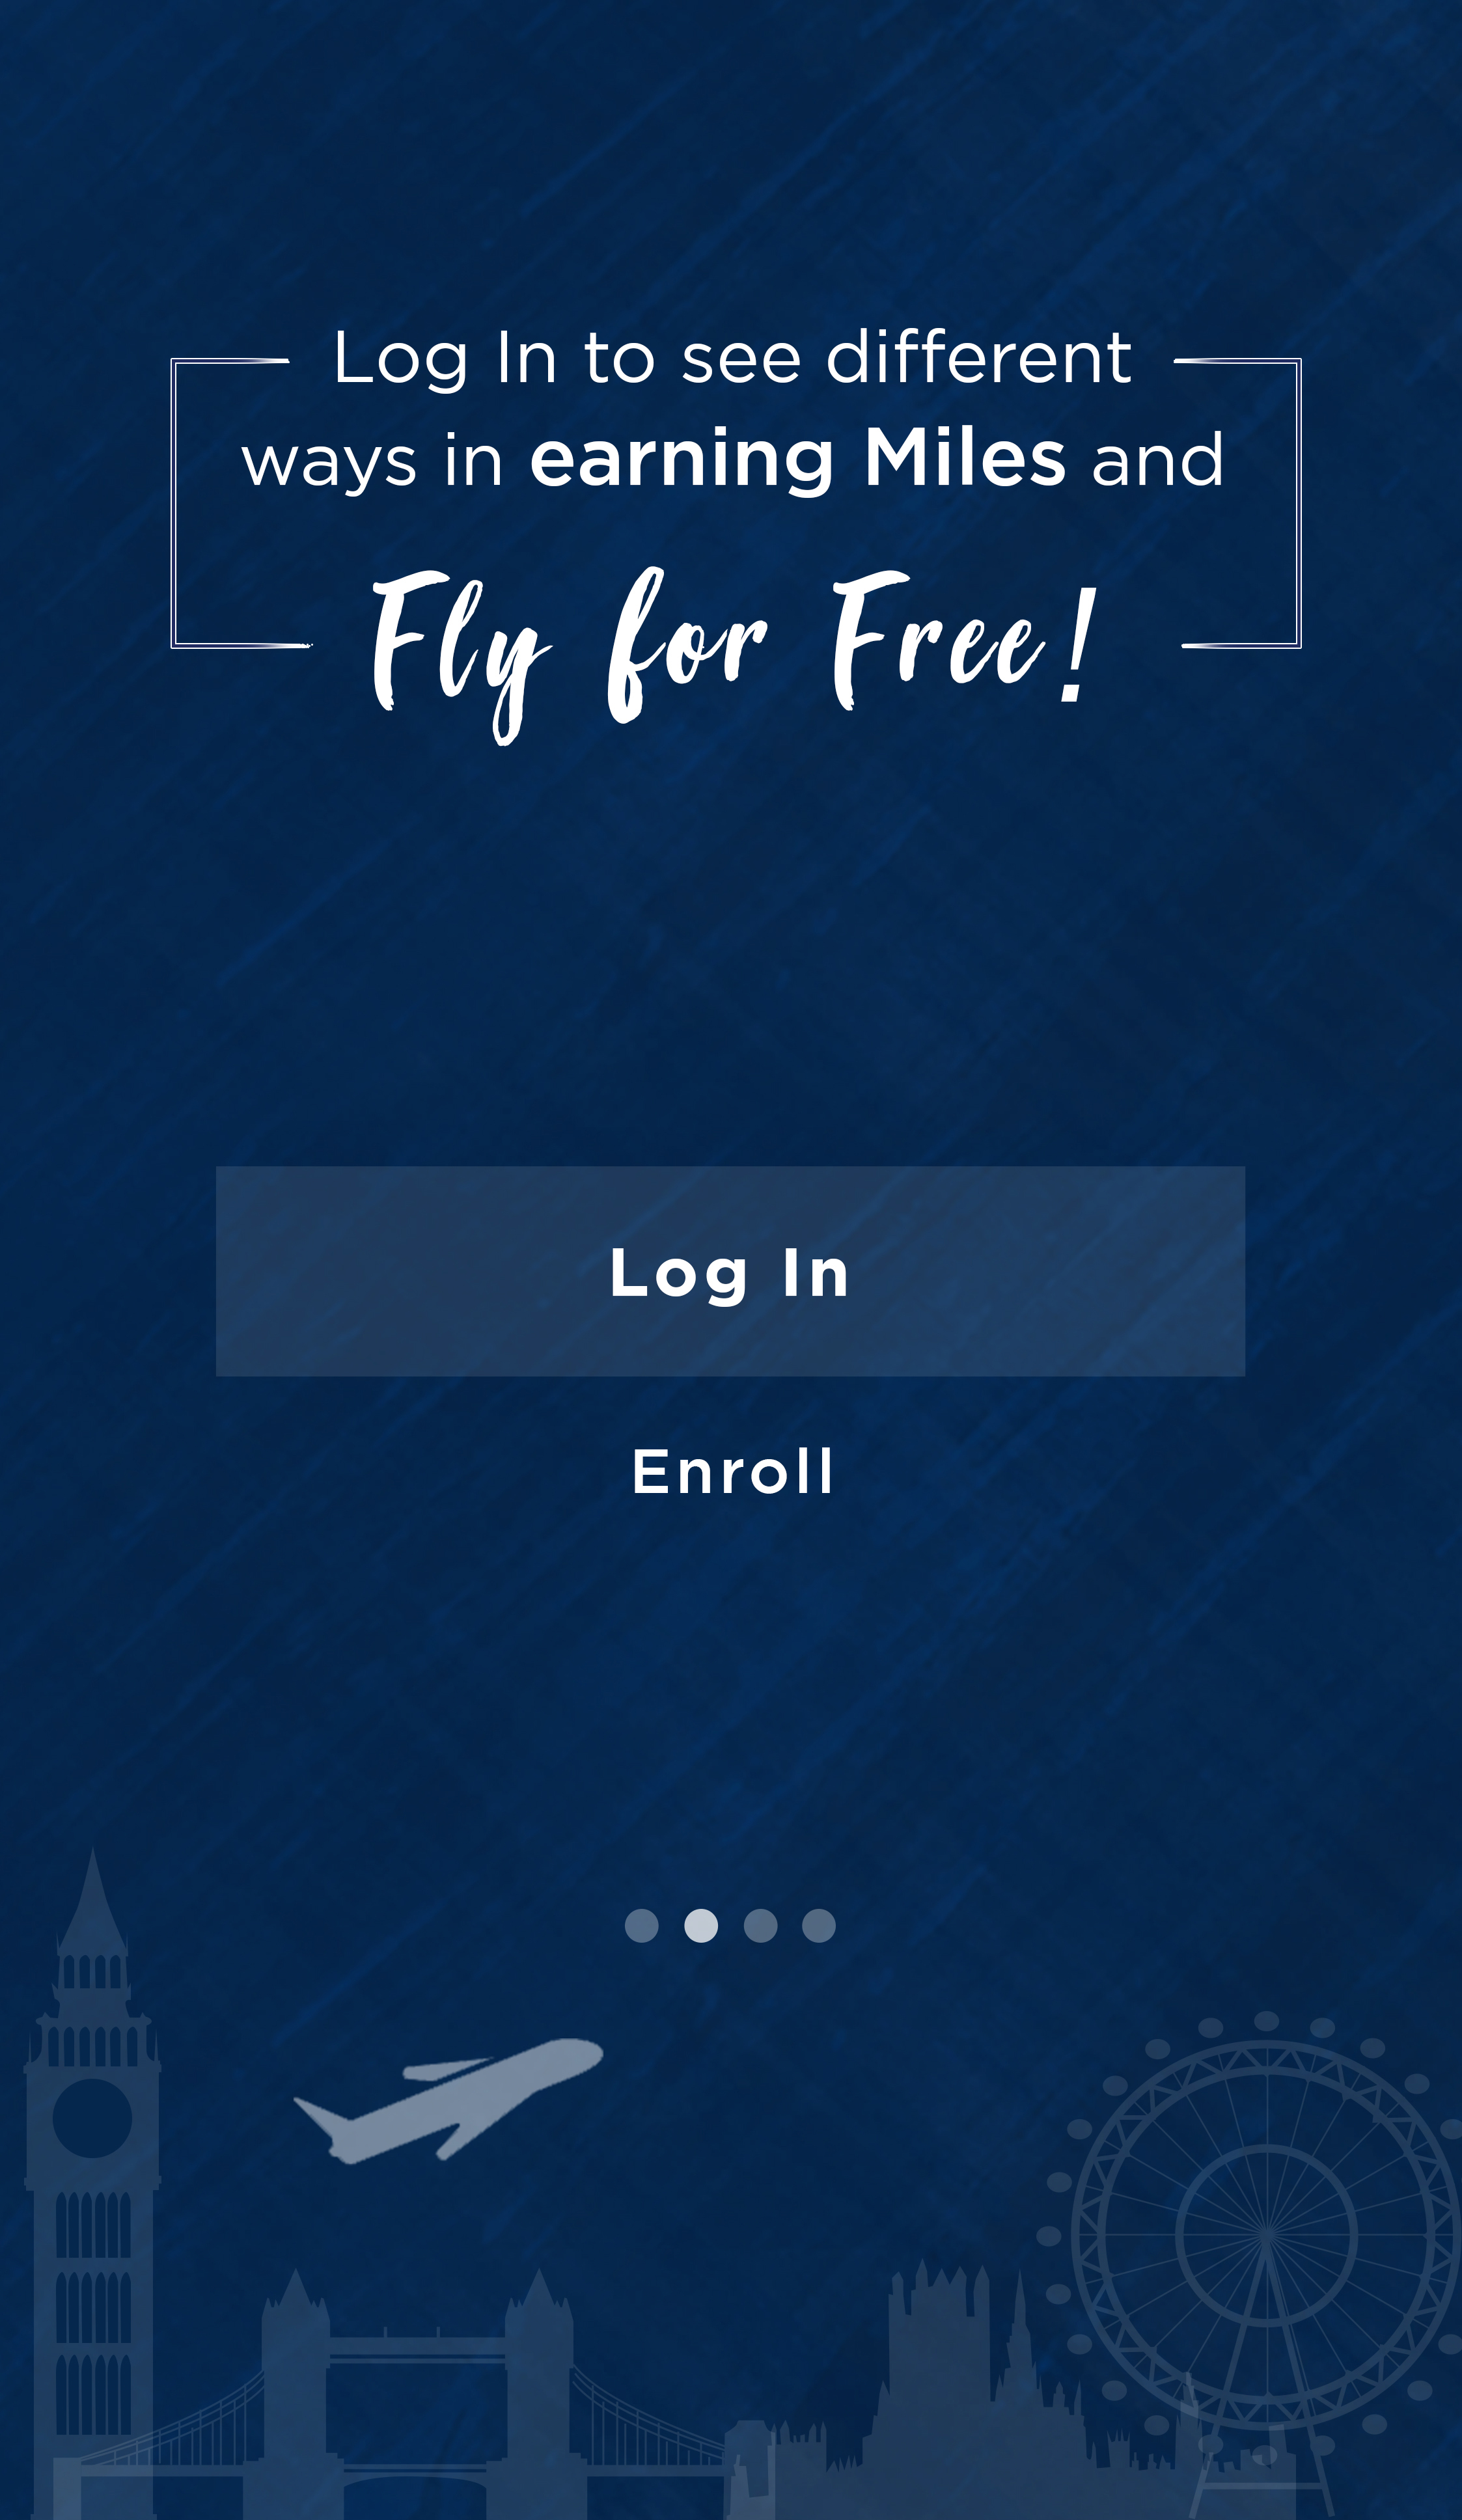 Log In to see different
ways in earning Miles and
Fly for Free!
Log In
Enroll